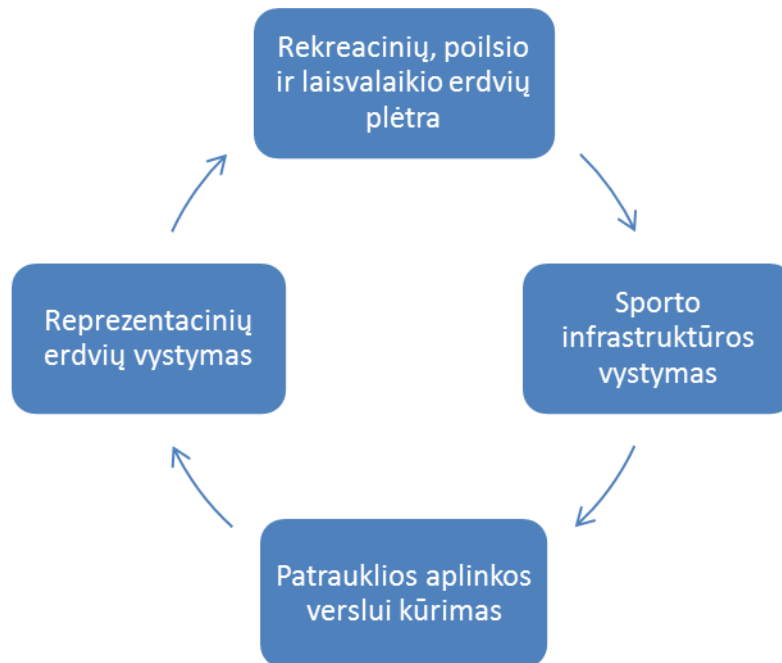 Rekreacinių, poilsio
ir laisvalaikio erdvių
plėtra
Sporto
infrastruktūros
vystymas
Patrauklios aplinkos
verslui kūrimas
Reprezentacinių
erdvių vystymas